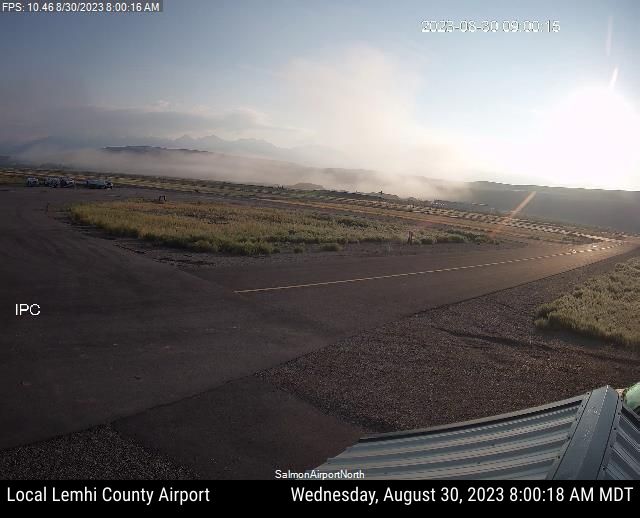 FPS: 10.46 8/30/2023 8:00:16 AM
2023-08-30 09:00:15
IPC
SalmonAirportNorth
Local Lemhi County Airport
Wednesday, August 30, 2023 8:00:18 AM MDT